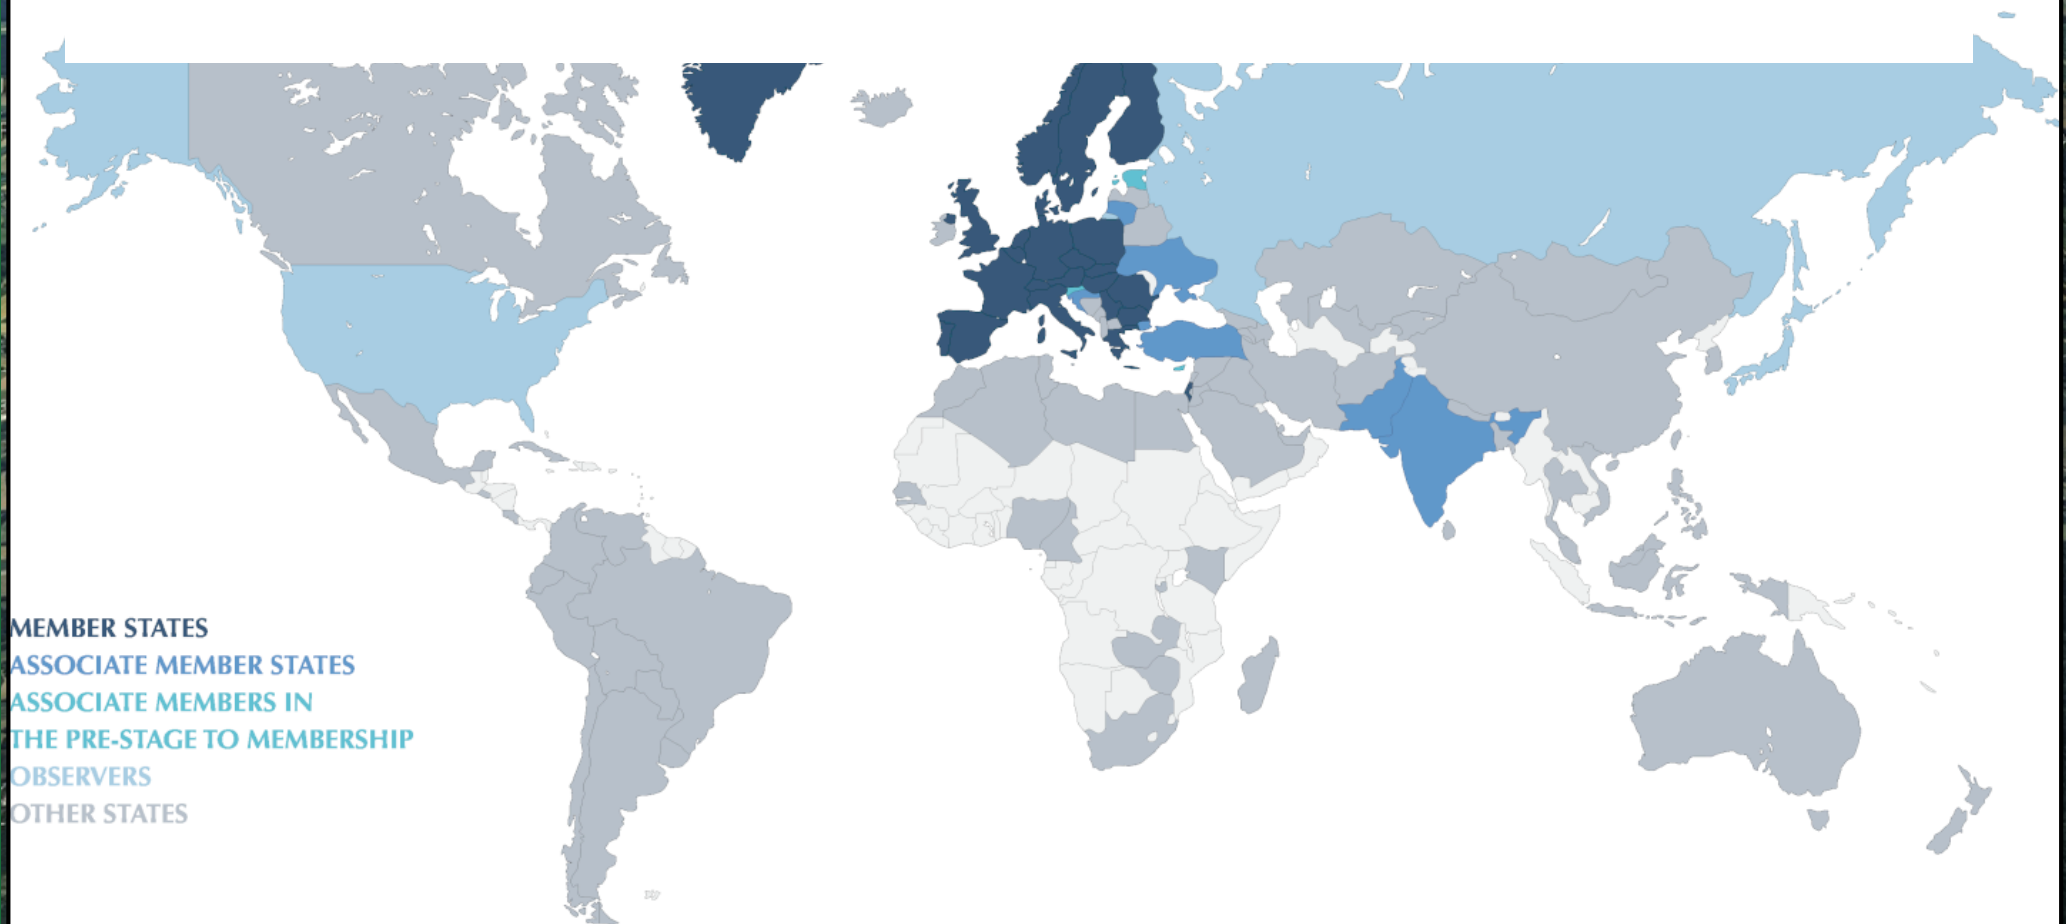 MEMBER STATES
ASSOCIATE MEMBER STATES
ASSOCIATE MEMBERS IN
THE PRE-STAGE TO MEMBERSHIP
OBSERVERS
OTHER STATES